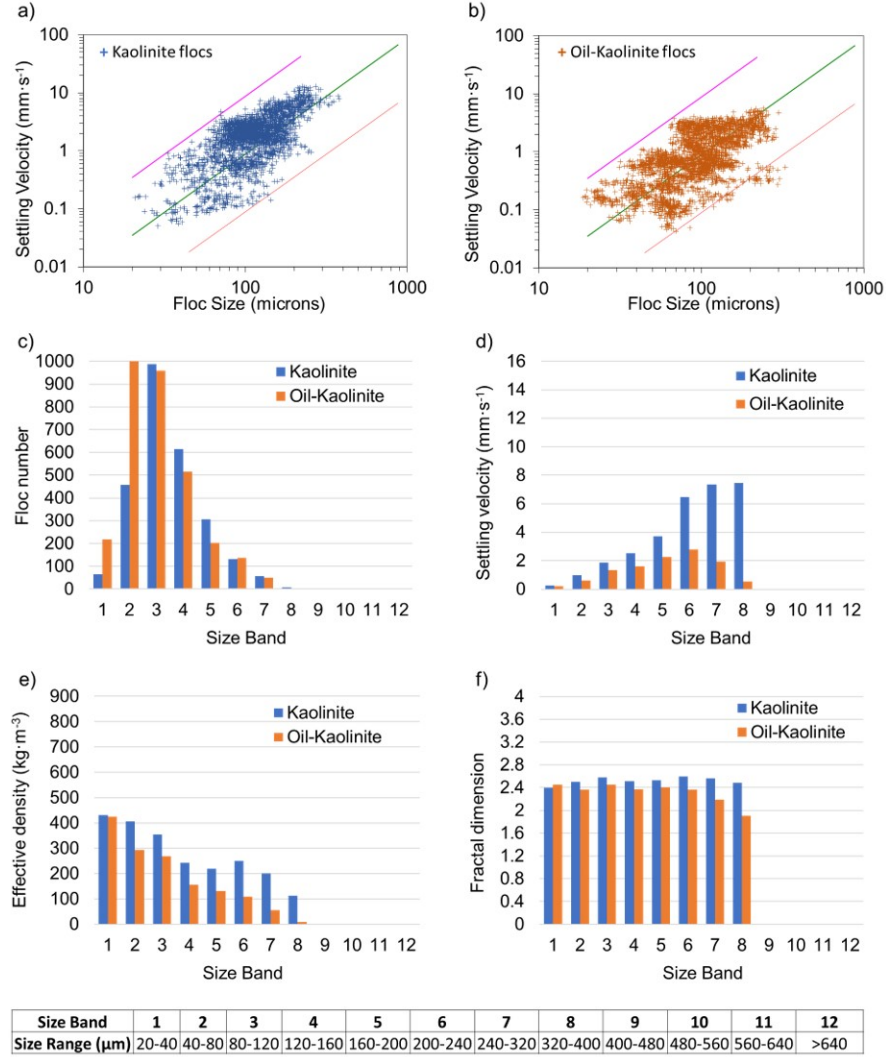 a)
Settling Velocity (mm·s⁻¹)
100
10
1
0.1
0.01
+ Kaolinite flocs
10 100 1000
Floc Size (microns)
b)
Settling Velocity (mm·s⁻¹)
100
10
1
0.1
0.01
+ Oil-Kaolinite flocs
10 100 1000
Floc Size (microns)
c)
Floc number
1000
900
800
700
600
500
400
300
200
100
0
Kaolinite
Oil-Kaolinite
1 2 3 4 5 6 7 8 9 10 11 12
Size Band
d)
Settling velocity (mm·s⁻¹)
16
14
12
10
8
6
4
2
0
Kaolinite
Oil-Kaolinite
1 2 3 4 5 6 7 8 9 10 11 12
Size Band
e)
Effective density (kg·m⁻³)
900
800
700
600
500
400
300
200
100
0
Kaolinite
Oil-Kaolinite
1 2 3 4 5 6 7 8 9 10 11 12
Size Band
f)
Fractal dimension
4
3.6
3.2
2.8
2.4
2
1.6
1.2
0.8
0.4
0
Kaolinite
Oil-Kaolinite
1 2 3 4 5 6 7 8 9 10 11 12
Size Band
Size Band 1 2 3 4 5 6 7 8 9 10 11 12
Size Range (µm) 20-40 40-80 80-120 120-160 160-200 200-240 240-320 320-400 400-480 480-560 560-640 >640